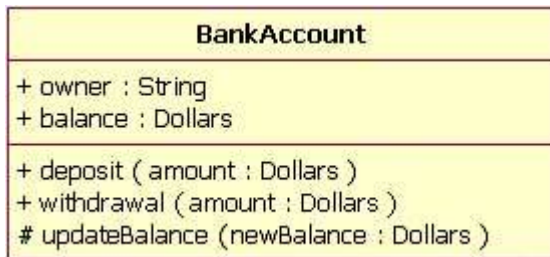 BankAccount
+ owner : String
+ balance : Dollars
+ deposit ( amount : Dollars )
+ withdrawal ( amount : Dollars )
# updateBalance ( newBalance : Dollars )